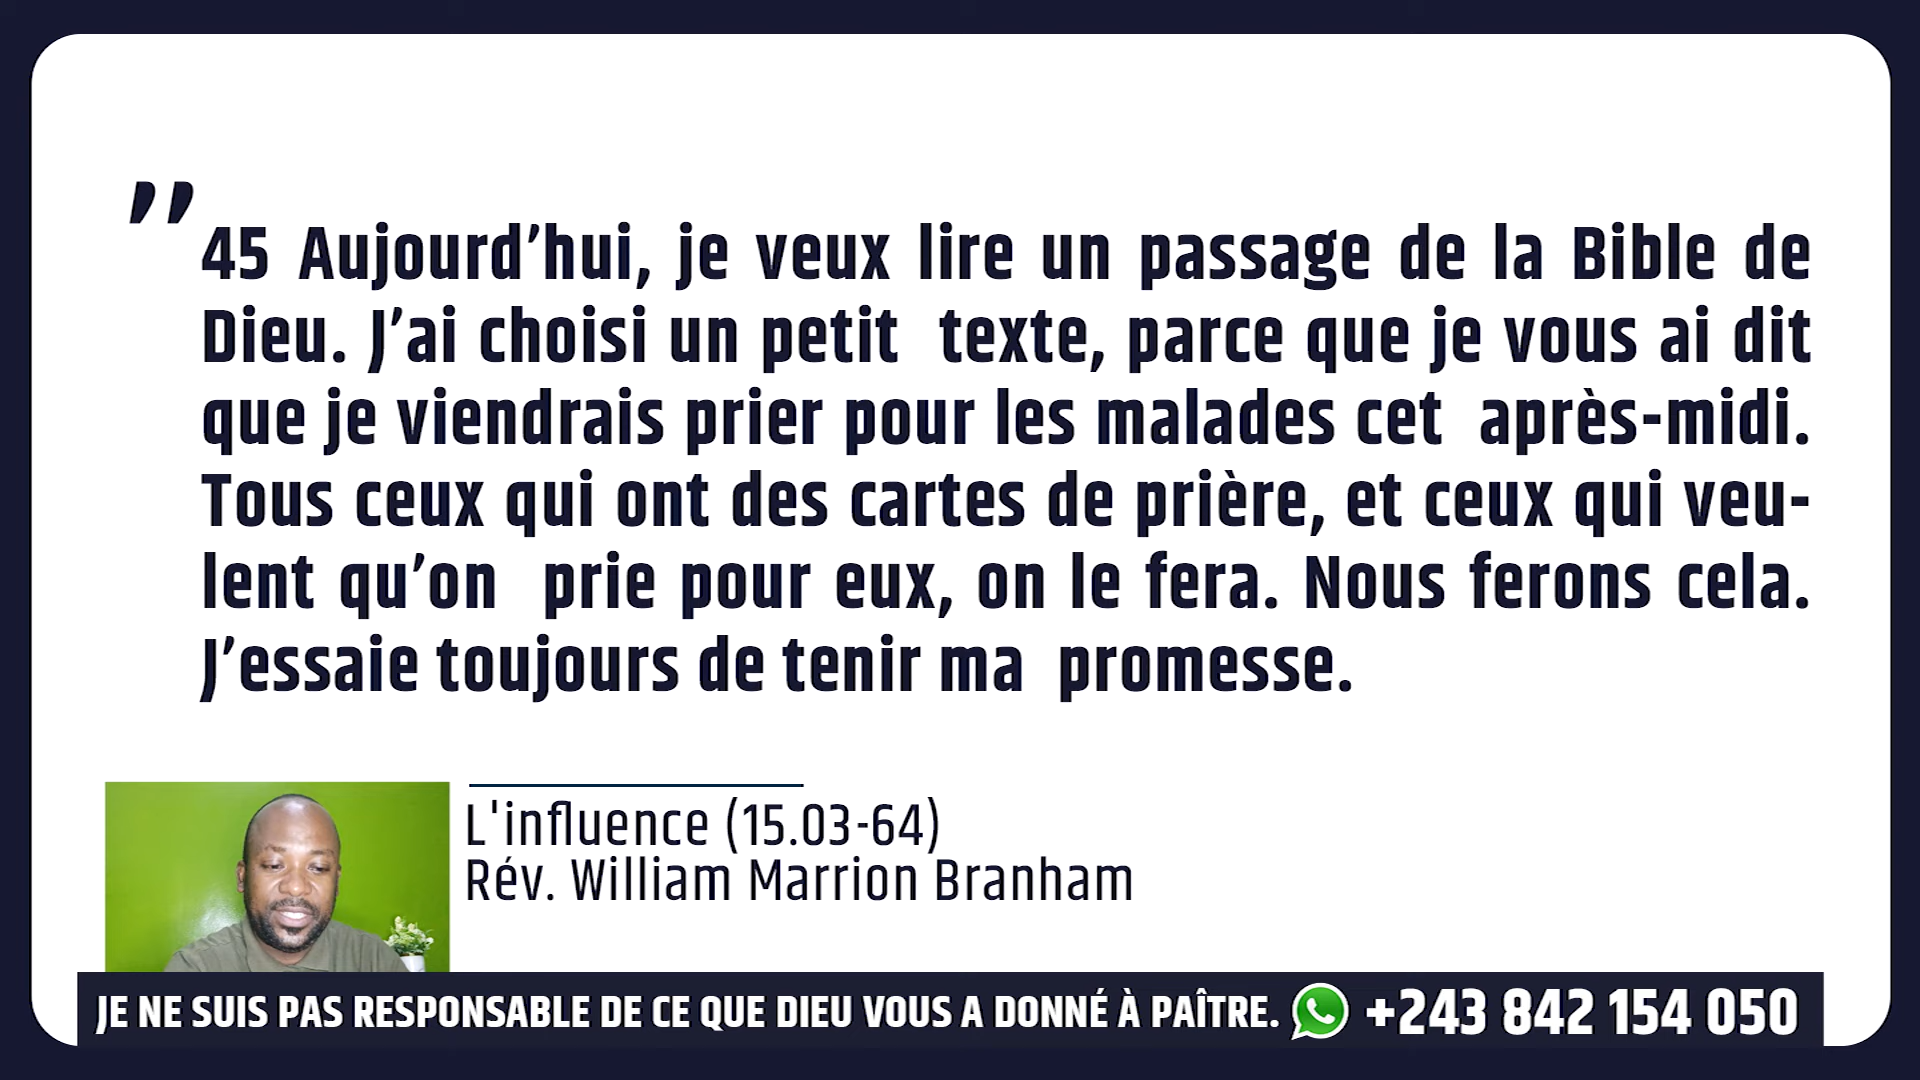 ” 45 Aujourd’hui, je veux lire un passage de la Bible de
Dieu. J’ai choisi un petit texte, parce que je vous ai dit
que je viendrais prier pour les malades cet après-midi.
Tous ceux qui ont des cartes de prière, et ceux qui veu-
lent qu’on prie pour eux, on le fera. Nous ferons cela.
J’essaie toujours de tenir ma promesse.
L'influence (15.03-64)
Rév. William Marrion Branham
JE NE SUIS PAS RESPONSABLE DE CE QUE DIEU VOUS A DONNÉ À PAÎTRE. +243 842 154 050